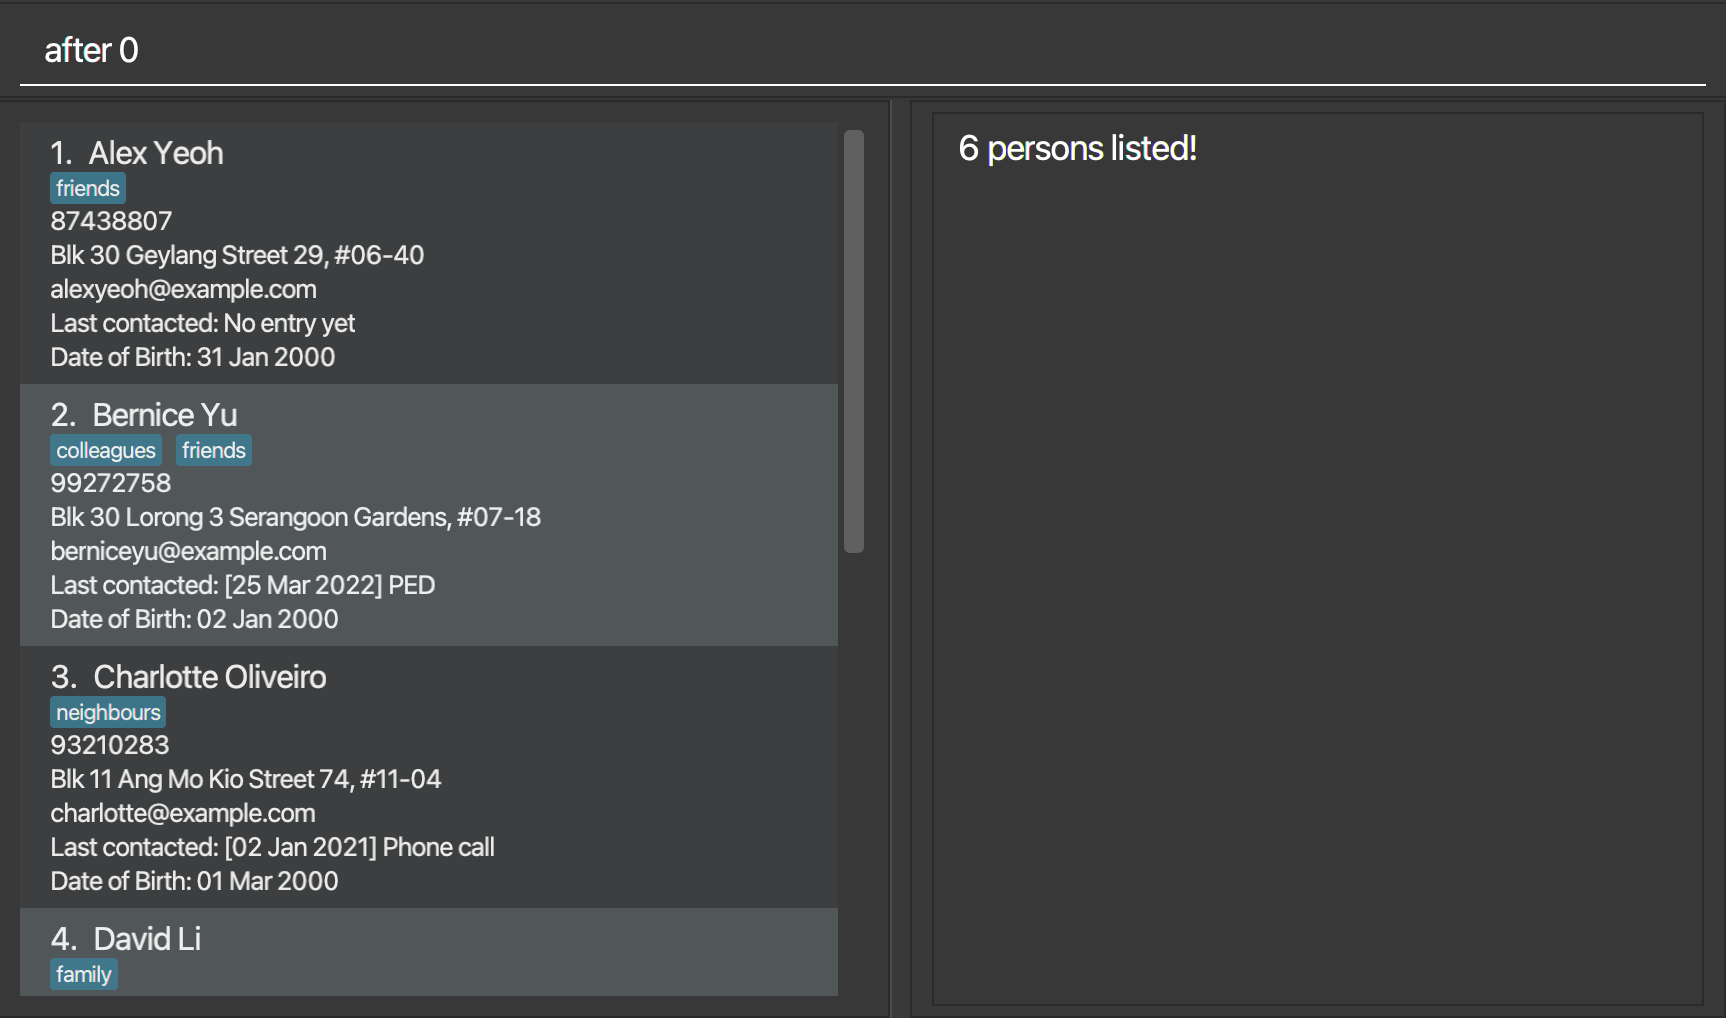 after 0
1. Alex Yeoh
friends
87438807
Blk 30 Geylang Street 29, #06-40
alexyeoh@example.com
Last contacted: No entry yet
Date of Birth: 31 Jan 2000
2. Bernice Yu
colleagues friends
99272758
Blk 30 Lorong 3 Serangoon Gardens, #07-18
berniceyu@example.com
Last contacted: [25 Mar 2022] PED
Date of Birth: 02 Jan 2000
3. Charlotte Oliveiro
neighbours
93210283
Blk 11 Ang Mo Kio Street 74, #11-04
charlotte@example.com
Last contacted: [02 Jan 2021] Phone call
Date of Birth: 01 Mar 2000
4. David Li
family
6 persons listed!